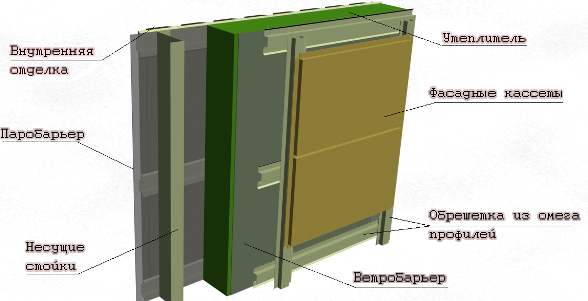 Внутренняя
отделка
Утеплитель
Фасадные кассеты
Паробарьер
Обрешетка из омега
профилей
Несущие
стойки
Ветробарьер